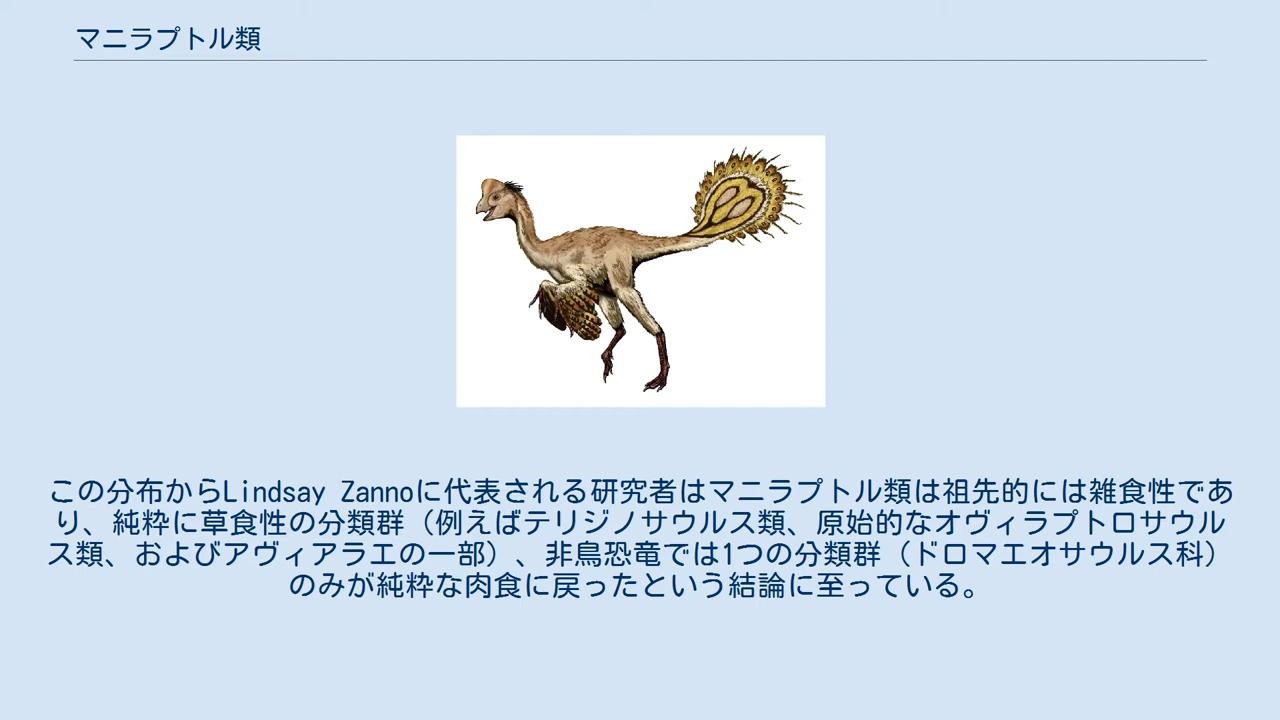 マニラプトル類
この分布からLindsay Zannoに代表される研究者はマニラプトル類は祖先的には雑食性であ
り、純粋に草食性の分類群（例えばテリジノサウルス類、原始的なオヴィラプトロサウル
ス類、およびアヴィアラエの一部）、非鳥恐竜では1つの分類群（ドロマエオサウルス科）
のみが純粋な肉食に戻ったという結論に至っている。